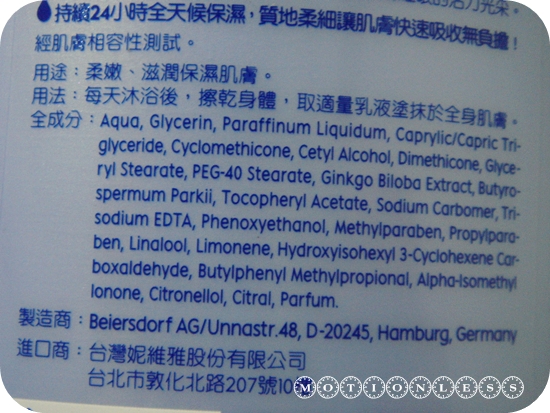 持續24小時全天候保濕，質地柔細讓肌膚快速吸收無負擔！
經肌膚相容性測試。
用途：柔嫩、滋潤保濕肌膚。
用法：每天沐浴後，擦乾身體，取適量乳液塗抹於全身肌膚。
全成分：Aqua, Glycerin, Paraffinum Liquidum, Caprylic/Capric Tri-
glyceride, Cyclomethicone, Cetyl Alcohol, Dimethicone, Glyce-
ryl Stearate, PEG-40 Stearate, Ginkgo Biloba Extract, Butyro-
spermum Parkii, Tocopheryl Acetate, Sodium Carbomer, Tri-
sodium EDTA, Phenoxyethanol, Methylparaben, Propylpara-
ben, Linalool, Limonene, Hydroxyisohexyl 3-Cyclohexene Car-
boxaldehyde, Butylphenyl Methylpropional, Alpha-Isomethyl
Ionone, Citronellol, Citral, Parfum.
製造商：Beiersdorf AG/Unnastr.48, D-20245, Hamburg, Germany
進口商：台灣妮維雅股份有限公司
台北市敦化北路207號10
MOTIONLESS